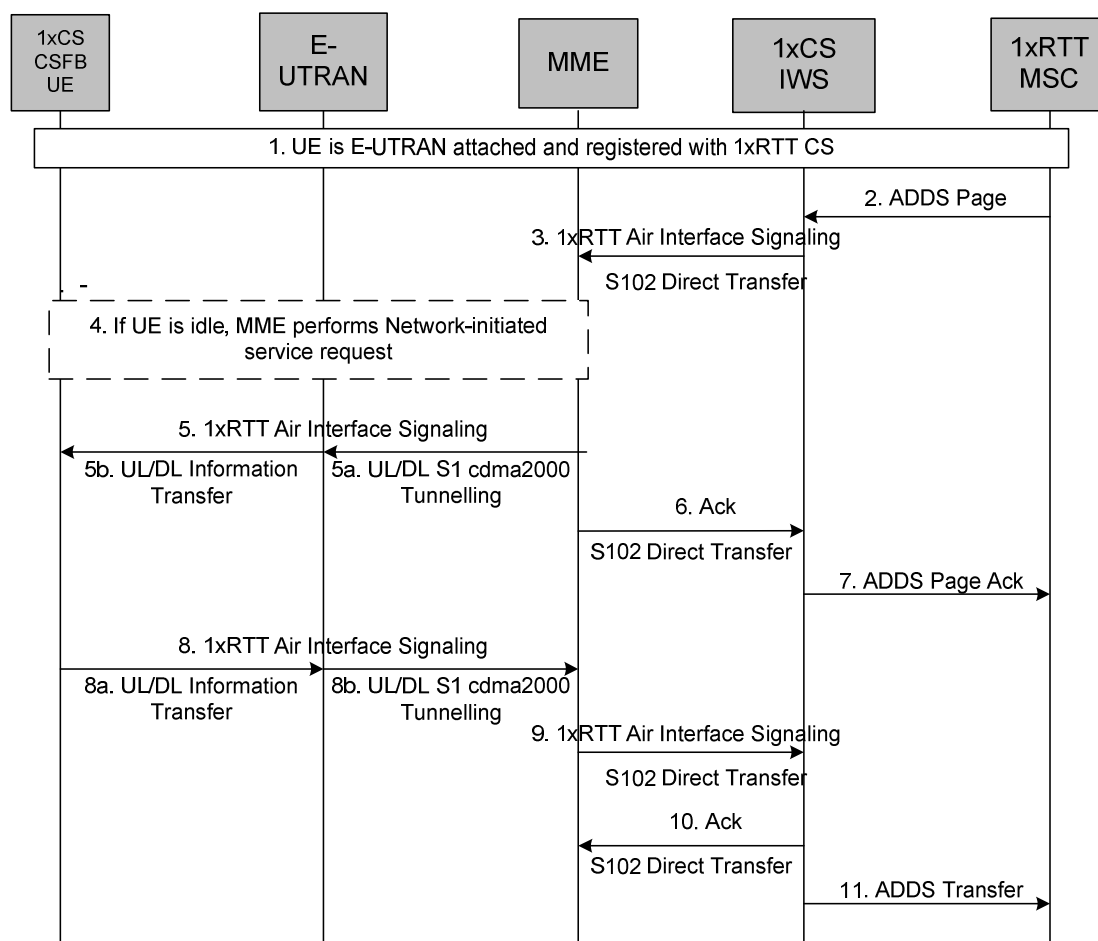 1xCS
CSFB
UE
E-
UTRAN
MME
1xCS
IWS
1xRTT
MSC
1. UE is E-UTRAN attached and registered with 1xRTT CS
2. ADDS Page
3. 1xRTT Air Interface Signaling
S102 Direct Transfer
4. If UE is idle, MME performs Network-initiated
service request
5. 1xRTT Air Interface Signaling
5b. UL/DL Information
Transfer
5a. UL/DL S1 cdma2000
Tunnelling
6. Ack
S102 Direct Transfer
7. ADDS Page Ack
8. 1xRTT Air Interface Signaling
8a. UL/DL Information
Transfer
8b. UL/DL S1 cdma2000
Tunnelling
9. 1xRTT Air Interface Signaling
S102 Direct Transfer
10. Ack
S102 Direct Transfer
11. ADDS Transfer